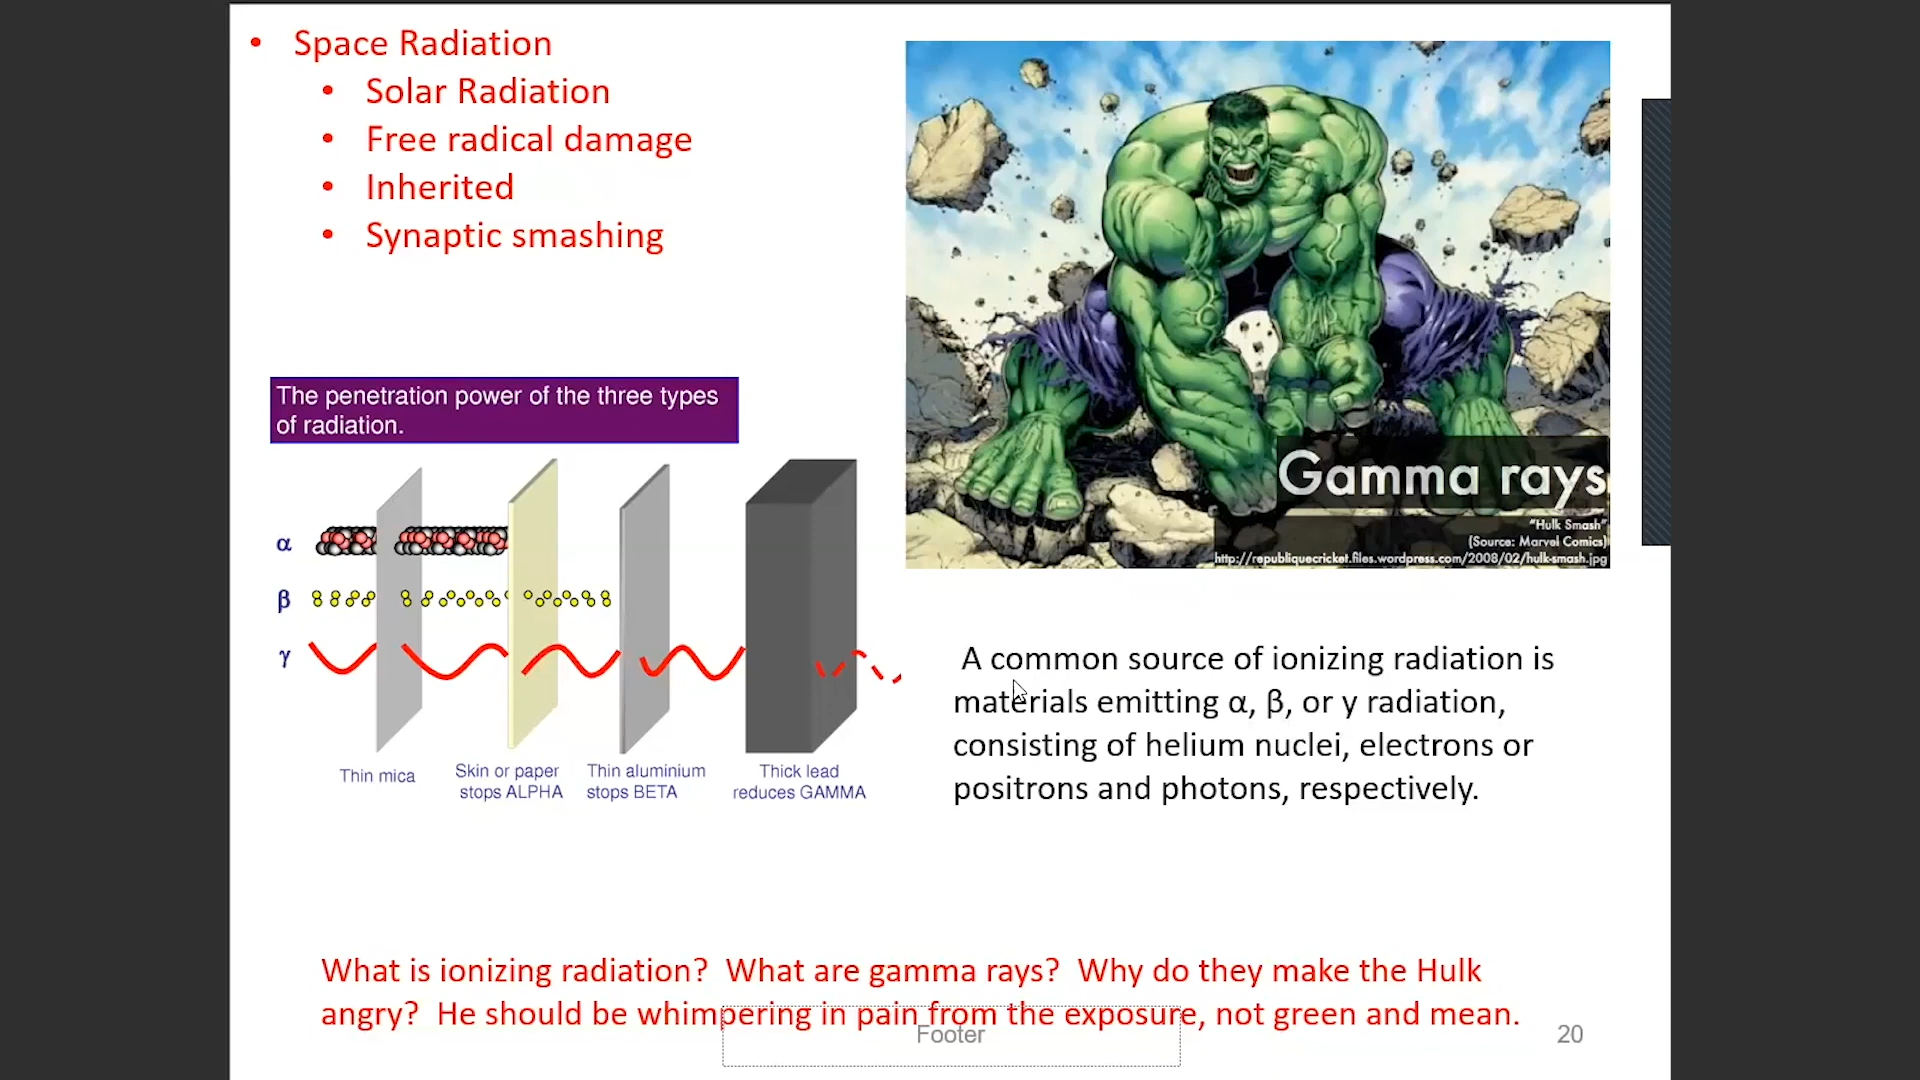 • Space Radiation
• Solar Radiation
• Free radical damage
• Inherited
• Synaptic smashing
The penetration power of the three types
of radiation.
α
β
γ
Thin mica
Skin or paper
stops ALPHA
Thin aluminium
stops BETA
Thick lead
reduces GAMMA
Gamma rays
"Hulk Smash"
(Source: Marvel Comics)
http://republiquecricket.files.wordpress.com/2008/02/hulk-smash.jpg
A common source of ionizing radiation is
materials emitting α, β, or γ radiation,
consisting of helium nuclei, electrons or
positrons and photons, respectively.
What is ionizing radiation? What are gamma rays? Why do they make the Hulk
angry? He should be whimpering in pain from the exposure, not green and mean.
Footer
20